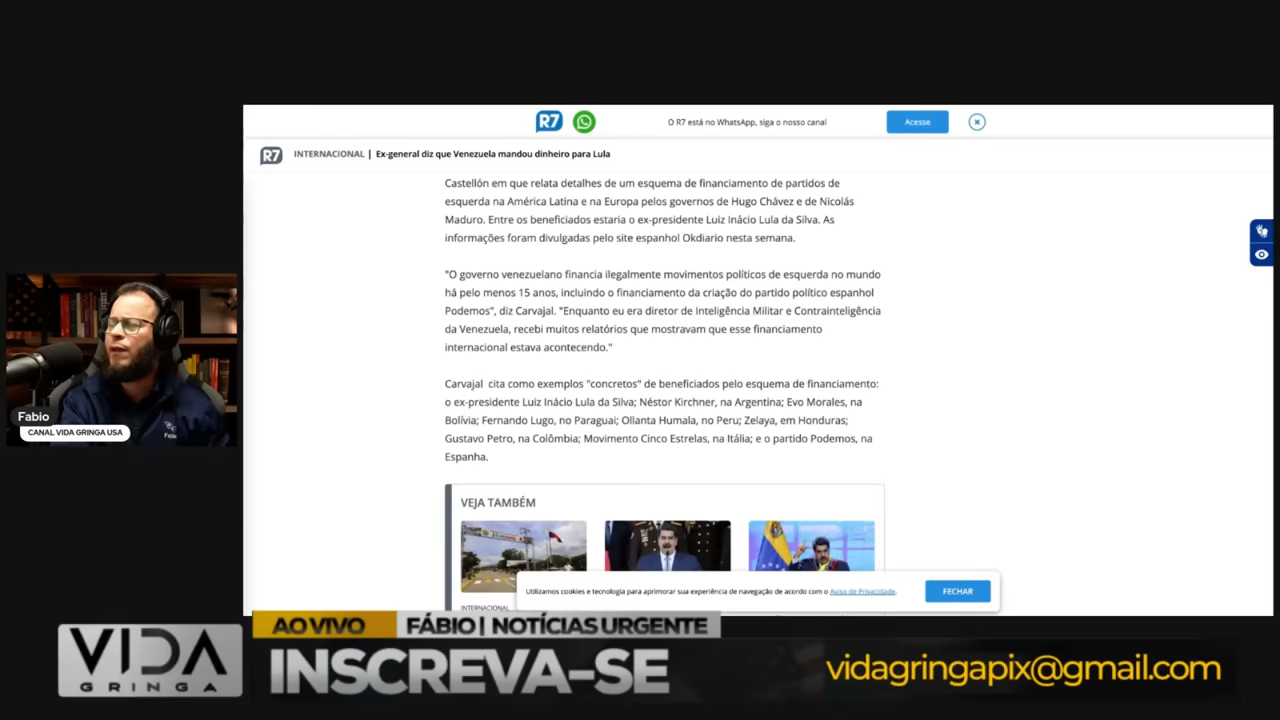 R7
O R7 está no WhatsApp, siga o nosso canal
Acesse
R7
INTERNACIONAL | Ex-general diz que Venezuela mandou dinheiro para Lula
Castellón em que relata detalhes de um esquema de financiamento de partidos de
esquerda na América Latina e na Europa pelos governos de Hugo Chávez e de Nicolás
Maduro. Entre os beneficiados estaria o ex-presidente Luiz Inácio Lula da Silva. As
informações foram divulgadas pelo site espanhol Okdiario nesta semana.
"O governo venezuelano financia ilegalmente movimentos políticos de esquerda no mundo
há pelo menos 15 anos, incluindo o financiamento da criação do partido político espanhol
Podemos", diz Carvajal. "Enquanto eu era diretor de Inteligência Militar e Contrainteligência
da Venezuela, recebi muitos relatórios que mostravam que esse financiamento
internacional estava acontecendo."
Carvajal cita como exemplos "concretos" de beneficiados pelo esquema de financiamento:
o ex-presidente Luiz Inácio Lula da Silva; Néstor Kirchner, na Argentina; Evo Morales, na
Bolívia; Fernando Lugo, no Paraguai; Ollanta Humala, no Peru; Zelaya, em Honduras;
Gustavo Petro, na Colômbia; Movimento Cinco Estrelas, na Itália; e o partido Podemos, na
Espanha.
VEJA TAMBÉM
INTERNACIONAL
Utilizamos cookies e tecnologia para aprimorar sua experiência de navegação de acordo com o Aviso de Privacidade.
FECHAR
Fabio
CANAL VIDA GRINGA USA
VIDA
GRINGA
AO VIVO
FÁBIO | NOTÍCIAS URGENTE
INSCREVA-SE
vidagringapix@gmail.com